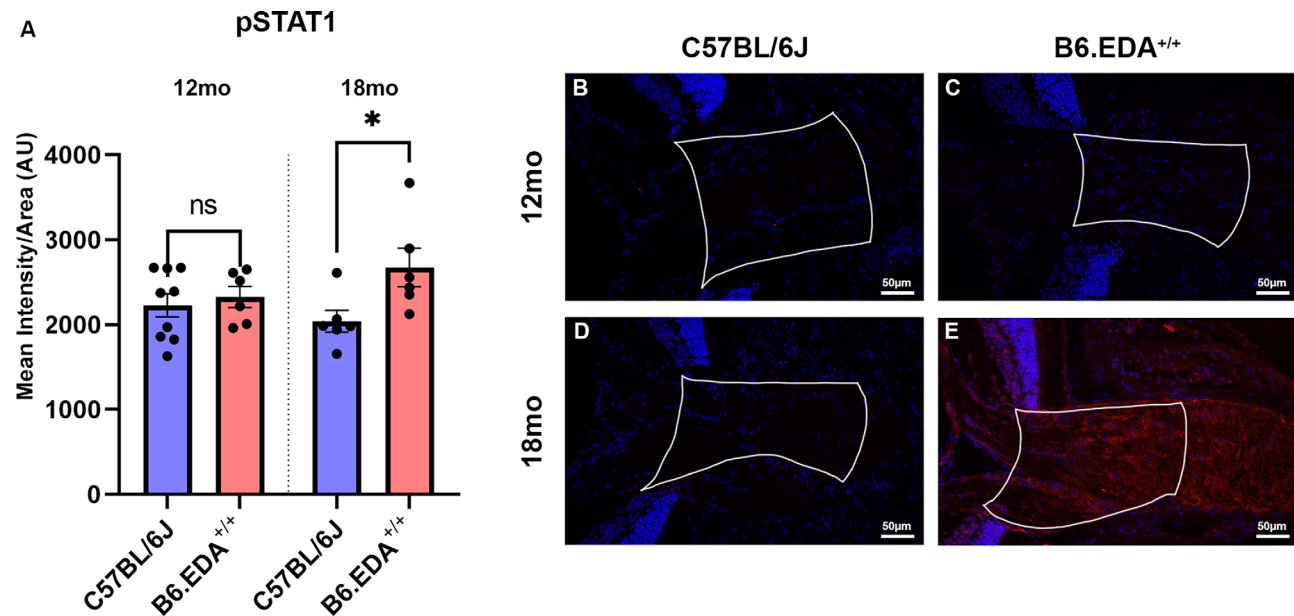 A
pSTAT1
12mo
18mo
ns
*
Mean Intensity/Area (AU)
4000
3000
2000
1000
0
C57BL/6J
B6.EDA+/+
C57BL/6J
B6.EDA+/+
C57BL/6J
B6.EDA+/+
12mo
18mo
B
50µm
C
50µm
D
50µm
E
50µm